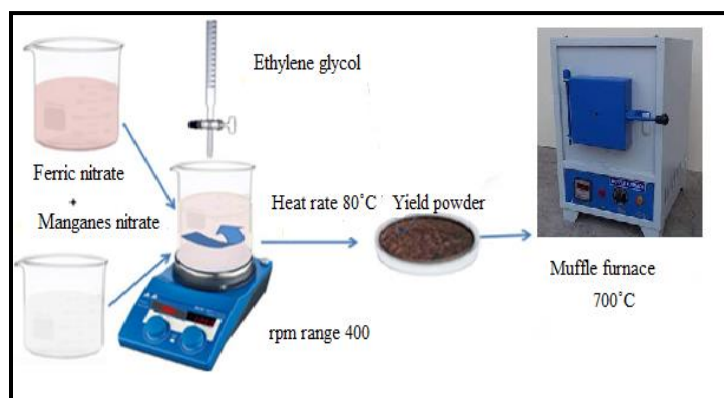 Ethylene glycol
Ferric nitrate
+
Manganes nitrate
Heat rate 80˚C
Yield powder
rpm range 400
Muffle furnace
700˚C